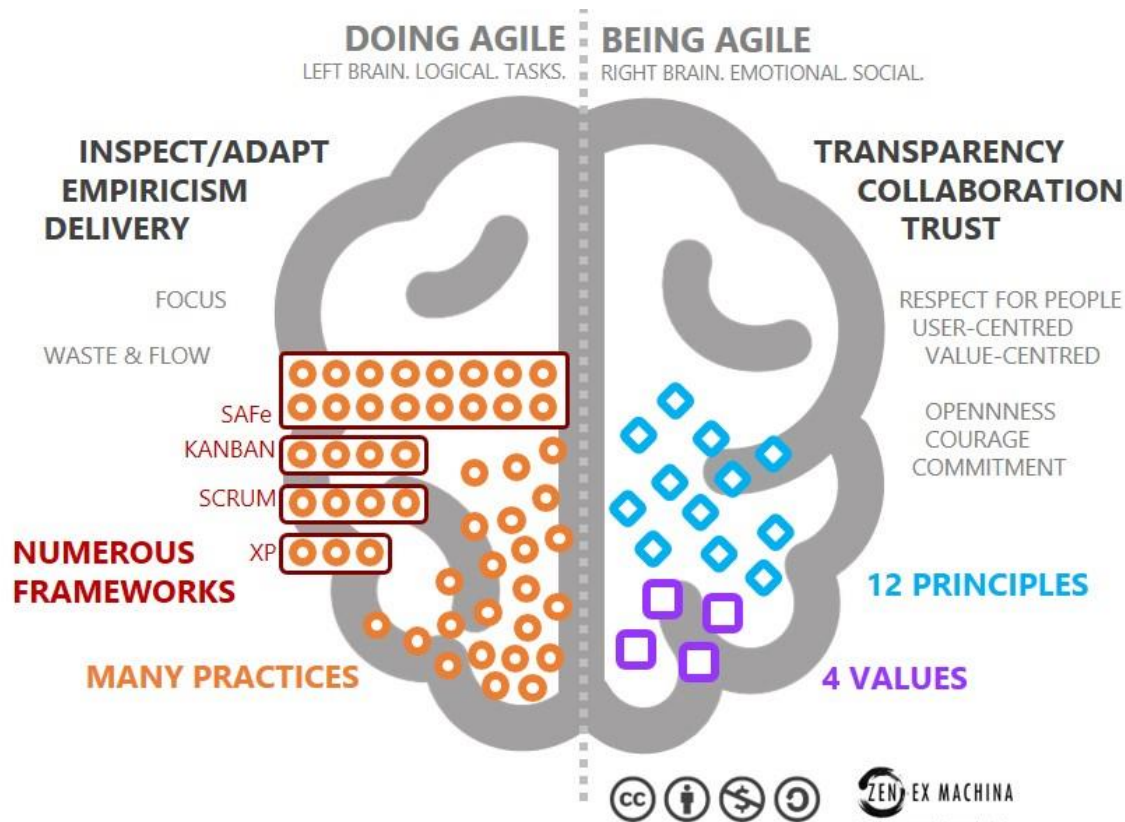 DOING AGILE
LEFT BRAIN. LOGICAL. TASKS.
BEING AGILE
RIGHT BRAIN. EMOTIONAL. SOCIAL.
INSPECT/ADAPT
EMPIRICISM
DELIVERY
FOCUS
WASTE & FLOW
SAFe
KANBAN
SCRUM
XP
NUMEROUS
FRAMEWORKS
MANY PRACTICES
TRANSPARENCY
COLLABORATION
TRUST
RESPECT FOR PEOPLE
USER-CENTRED
VALUE-CENTRED
OPENNNESS
COURAGE
COMMITMENT
12 PRINCIPLES
4 VALUES
cc
ZEN EX MACHINA